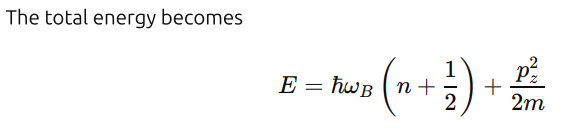 The total energy becomes
E = ħω_B (n + 1/2) + p_z^2/2m